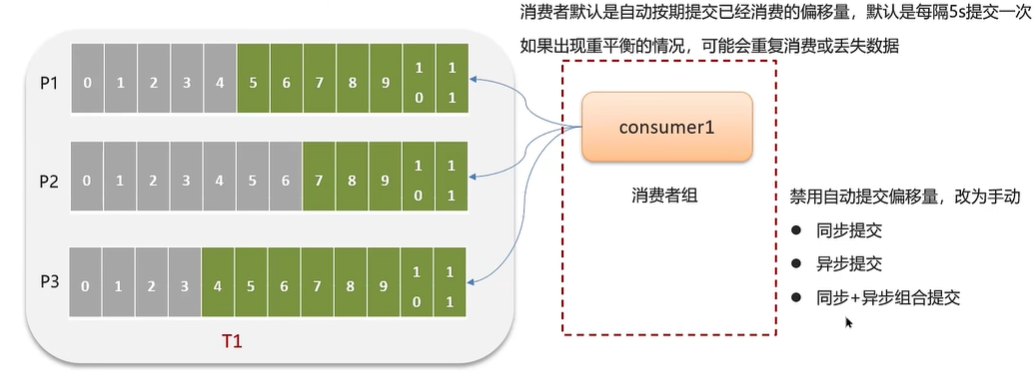 消费者默认是自动按期提交已经消费的偏移量，默认是每隔5s提交一次
如果出现重平衡的情况，可能会重复消费或丢失数据
P1 0 1 2 3 4 5 6 7 8 9 10 11
P2 0 1 2 3 4 5 6 7 8 9 10 11
P3 0 1 2 3 4 5 6 7 8 9 10 11
T1
consumer1
消费者组
禁用自动提交偏移量，改为手动
● 同步提交
● 异步提交
● 同步+异步组合提交